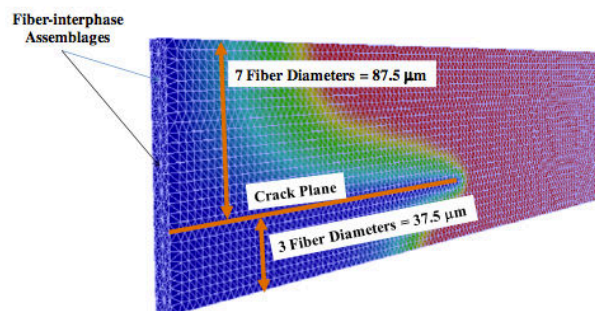 Fiber-interphase
Assemblages
7 Fiber Diameters = 87.5 μm
Crack Plane
3 Fiber Diameters = 37.5 μm